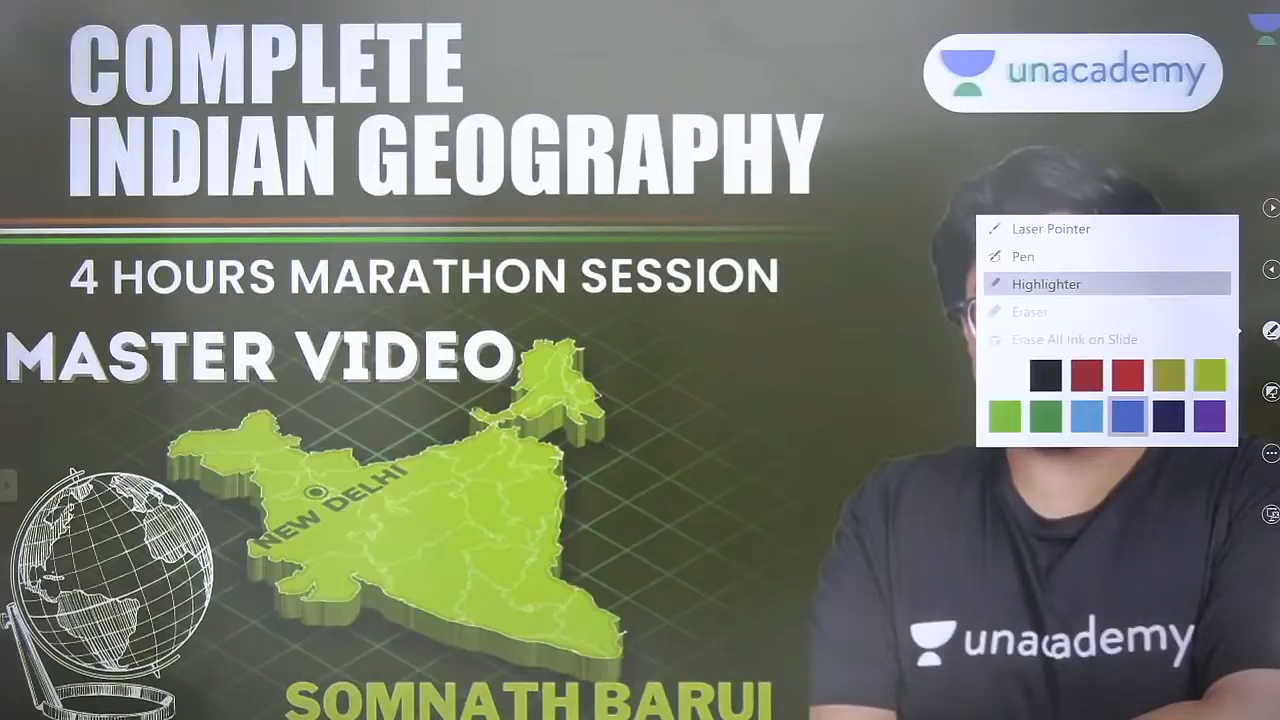 COMPLETE
INDIAN GEOGRAPHY
unacademy
4 HOURS MARATHON SESSION
MASTER VIDEO
NEW DELHI
SOMNATH BARUI
Laser Pointer
Pen
Highlighter
Eraser
Erase All Ink on Slide
unacademy